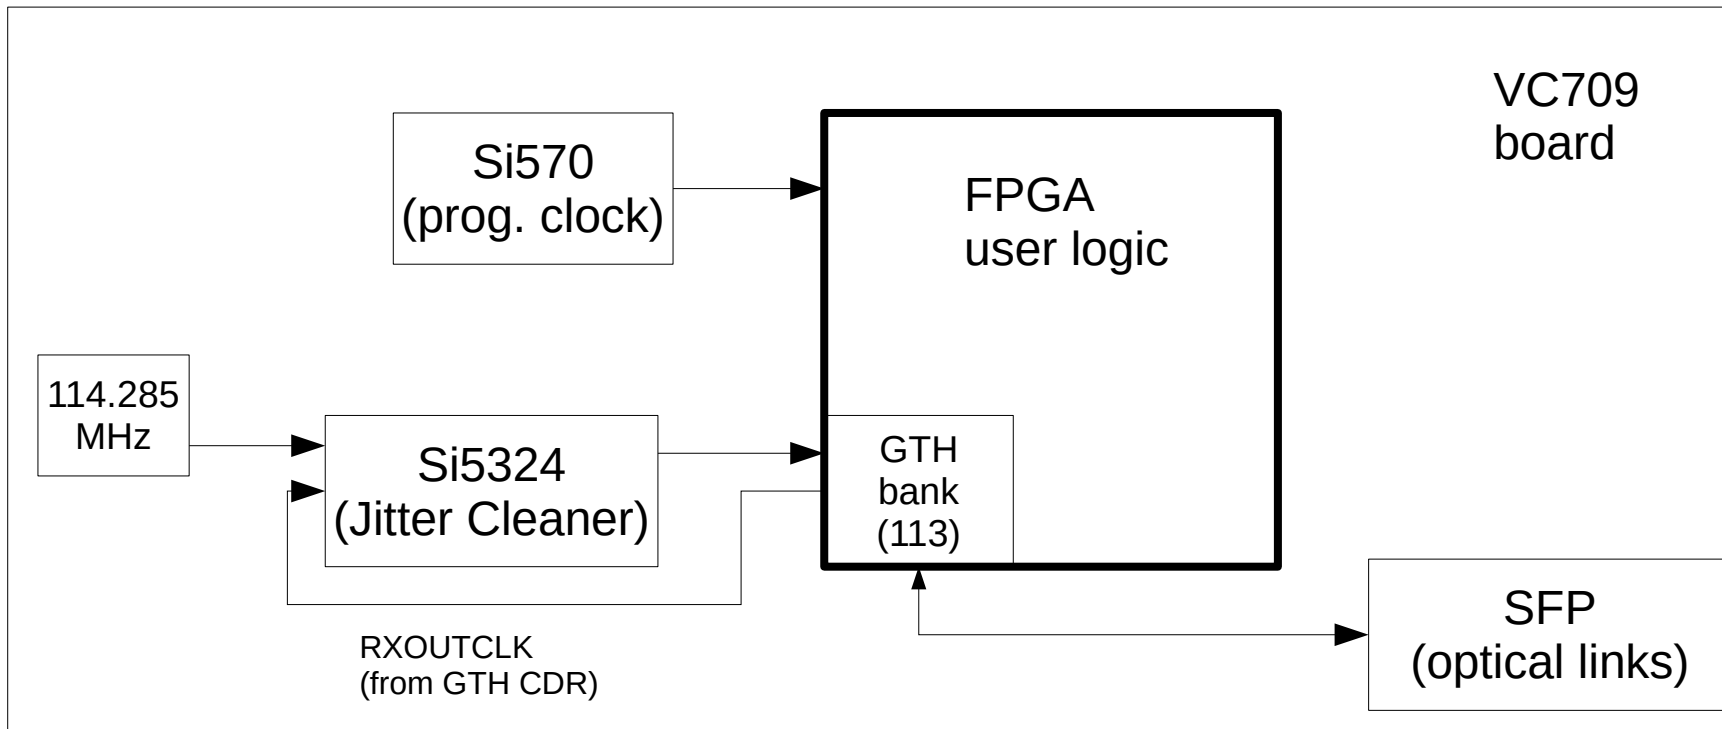 VC709
board
Si570
(prog. clock)
FPGA
user logic
114.285
MHz
Si5324
(Jitter Cleaner)
GTH
bank
(113)
SFP
(optical links)
RXOUTCLK
(from GTH CDR)